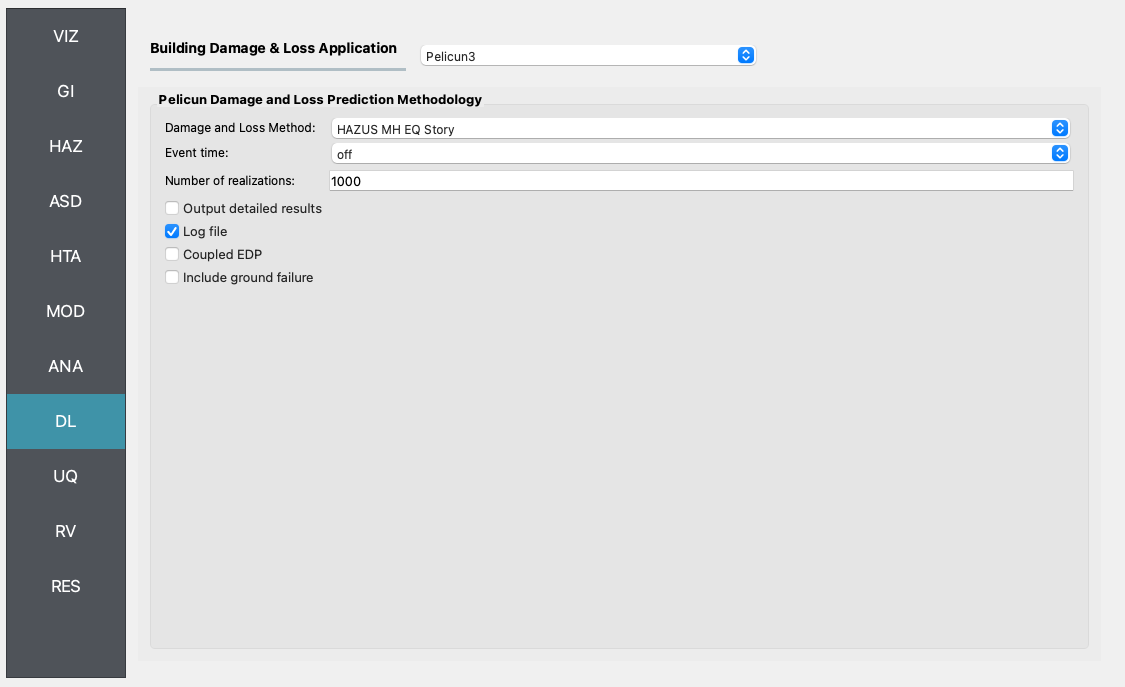 VIZ
GI
HAZ
ASD
HTA
MOD
ANA
DL
UQ
RV
RES
Building Damage & Loss Application
Pelicun3
Pelicun Damage and Loss Prediction Methodology
Damage and Loss Method: HAZUS MH EQ Story
Event time: off
Number of realizations: 1000
Output detailed results
Log file
Coupled EDP
Include ground failure